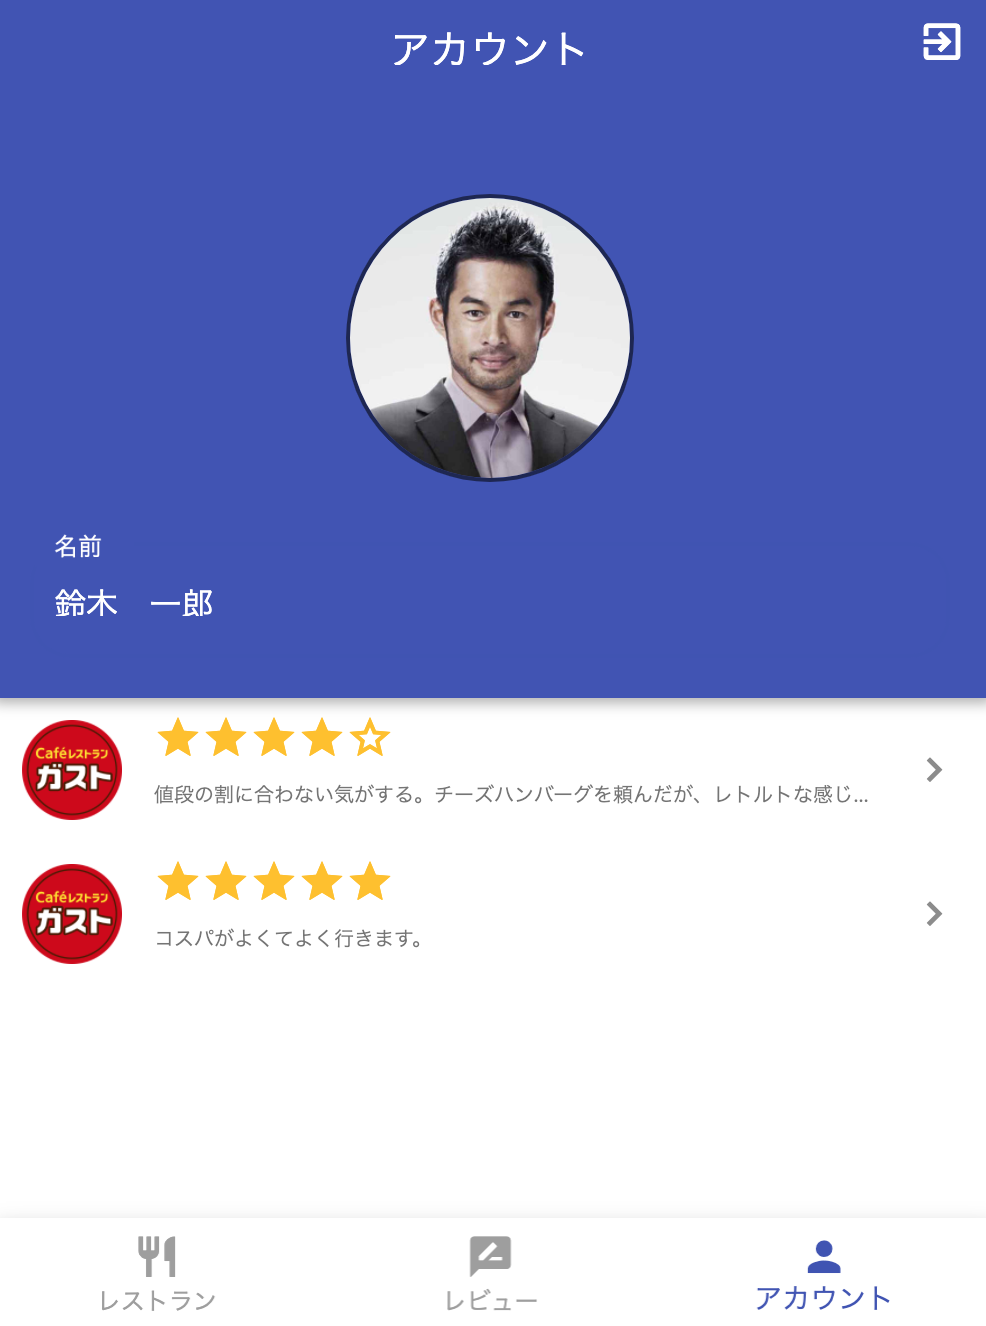 アカウント
名前
鈴木　一郎
Caféレストラン
ガスト
値段の割に合わない気がする。チーズハンバーグを頼んだが、レトルトな感じ...
Caféレストラン
ガスト
コスパがよくてよく行きます。
レストラン
レビュー
アカウント